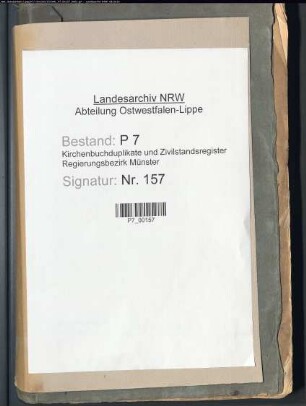 Landesarchiv NRW
Abteilung Ostwestfalen-Lippe
Bestand: P 7
Kirchenbuchduplikate und Zivilstandsregister
Regierungsbezirk Münster
Signatur: Nr. 157
P7_00157